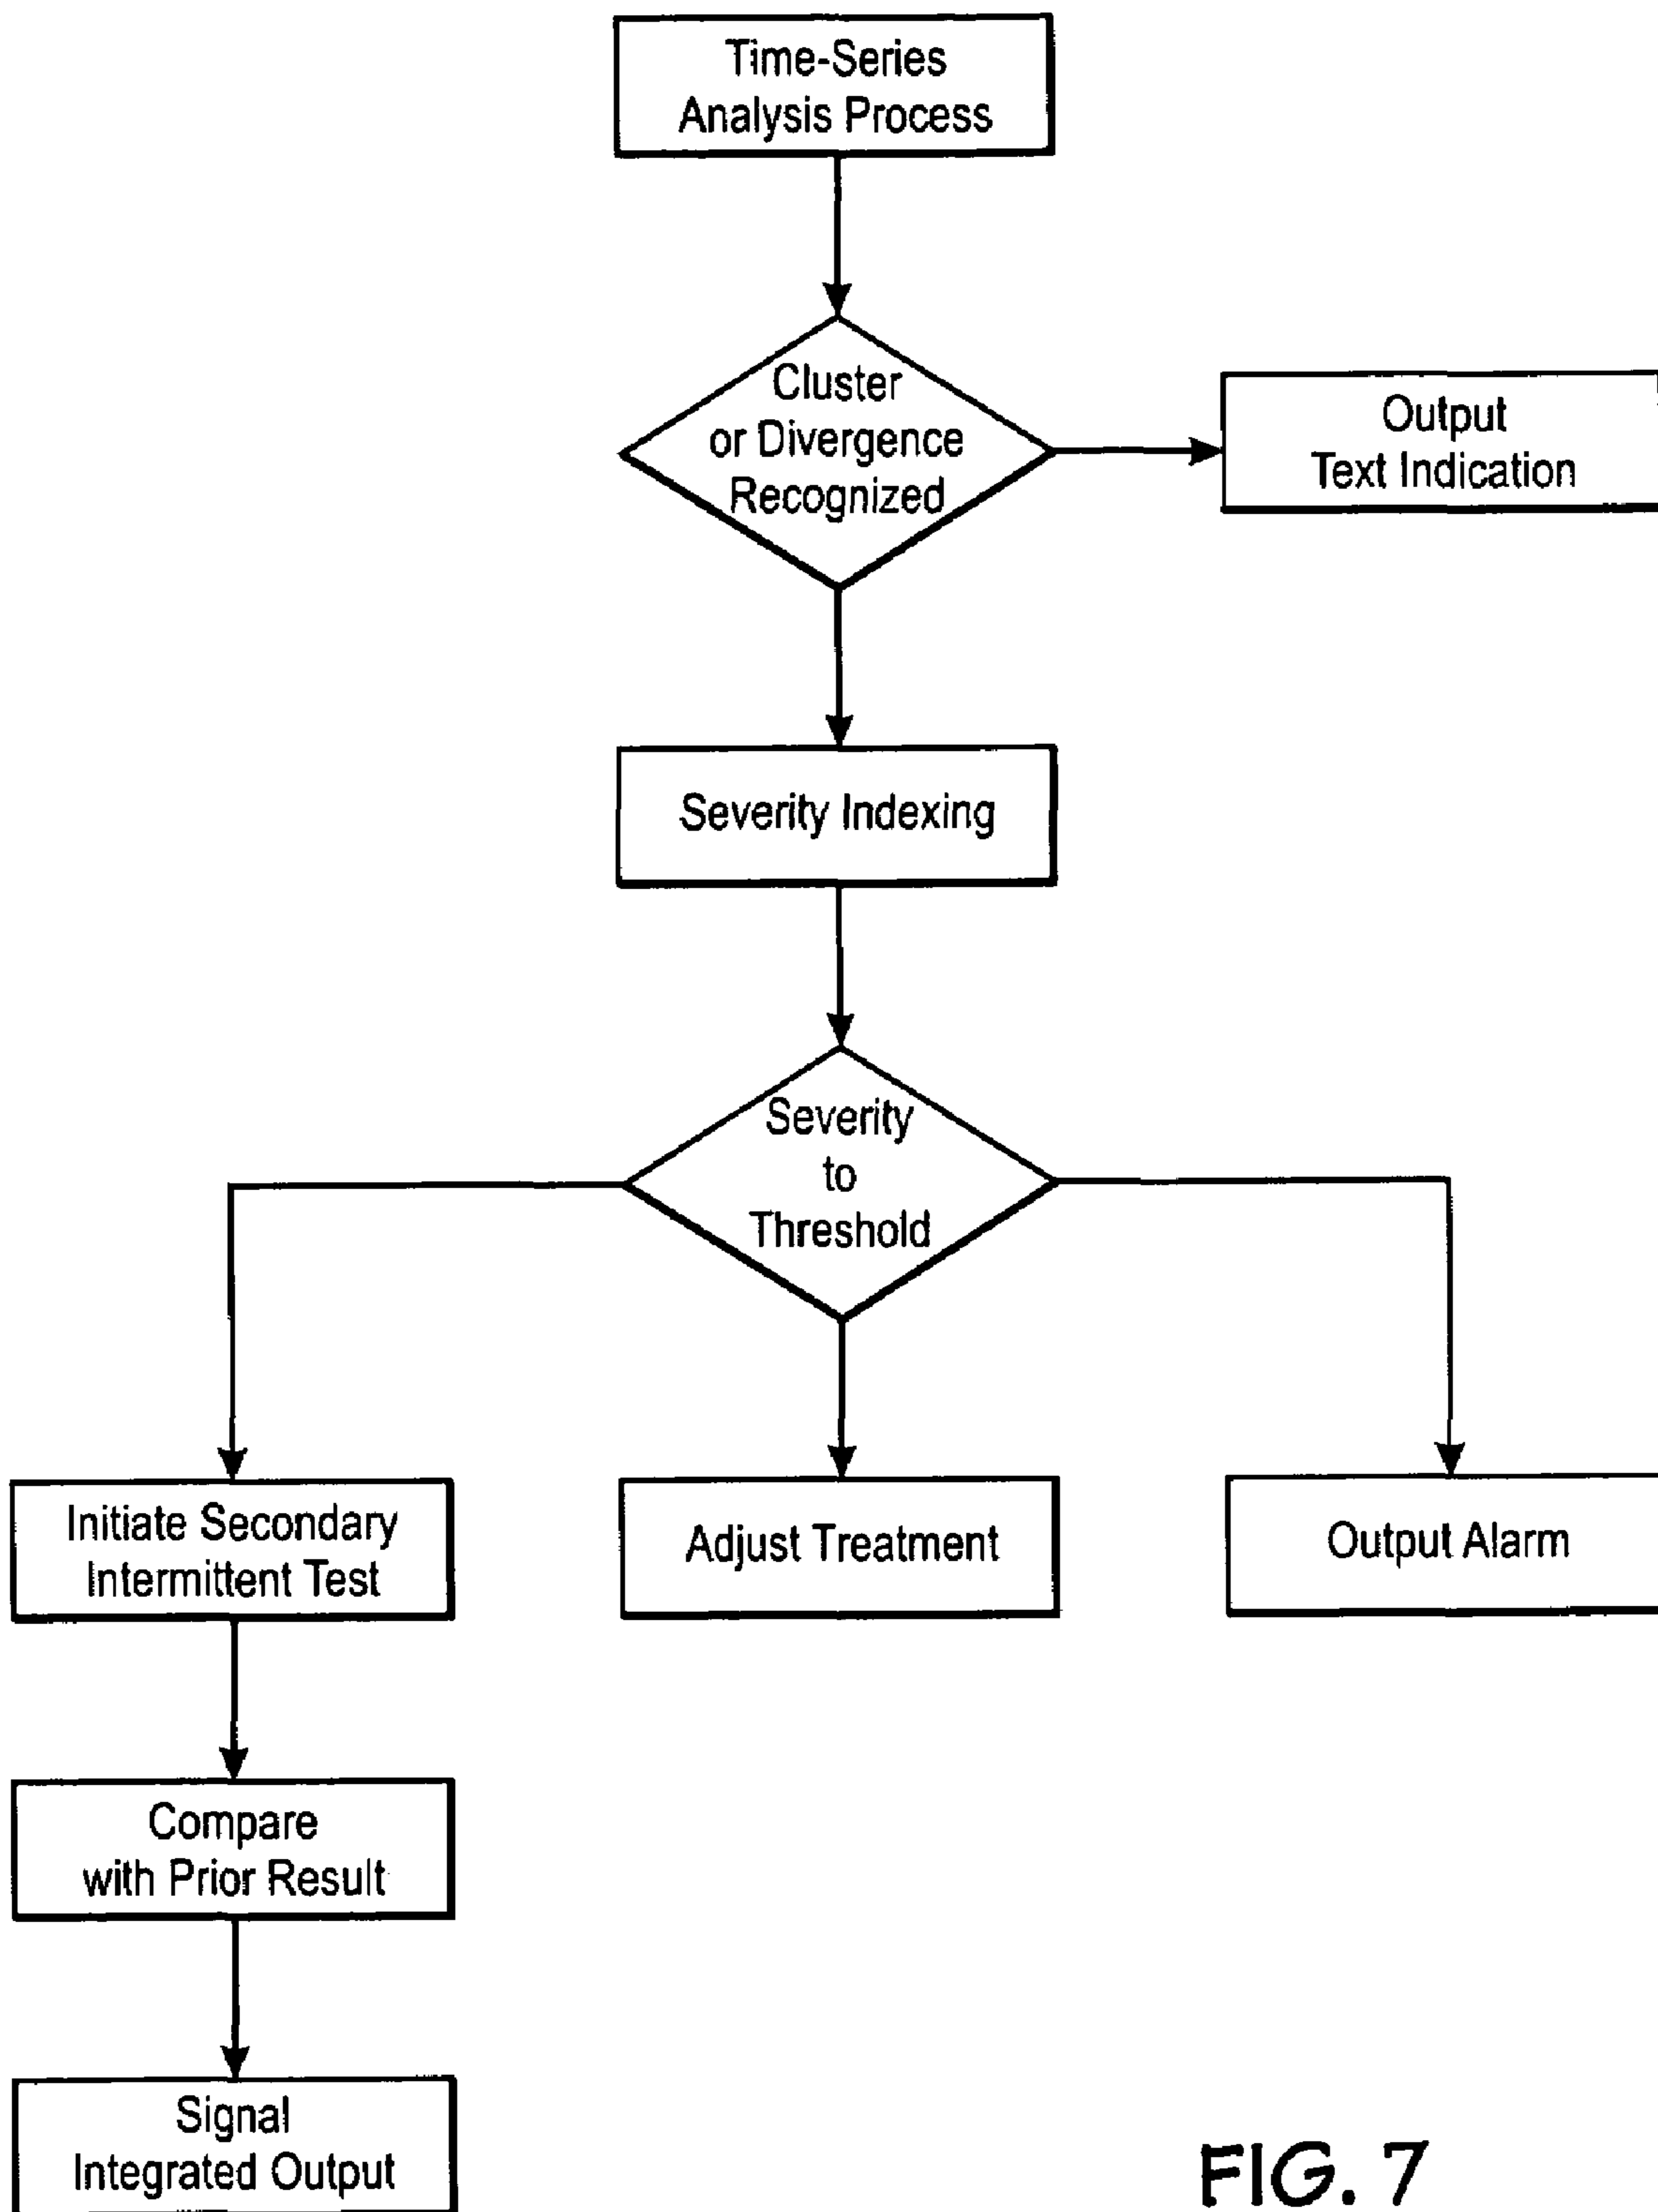 Time-Series
Analysis Process
Cluster
or Divergence
Recognized
Output
Text Indication
Severity Indexing
Severity
to
Threshold
Initiate Secondary
Intermittent Test
Adjust Treatment
Output Alarm
Compare
with Prior Result
Signal
Integrated Output
FIG. 7